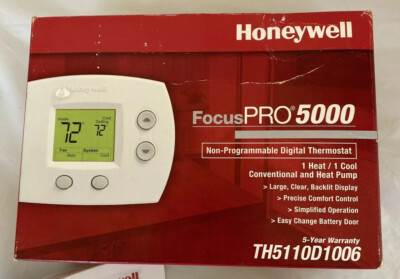 Honeywell
FocusPRO® 5000
Non-Programmable Digital Thermostat
1 Heat / 1 Cool
Conventional and Heat Pump
> Large, Clear, Backlit Display
> Precise Comfort Control
> Simplified Operation
> Easy Change Battery Door
5-Year Warranty
TH5110D1006
Inside
72°
Cool
Setting
72°
Fan
Auto
System
Cool